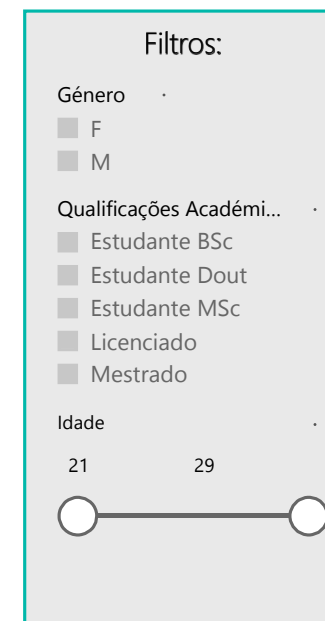 Filtros:
Género
F
M
Qualificações Académi...
Estudante BSc
Estudante Dout
Estudante MSc
Licenciado
Mestrado
Idade
21 29